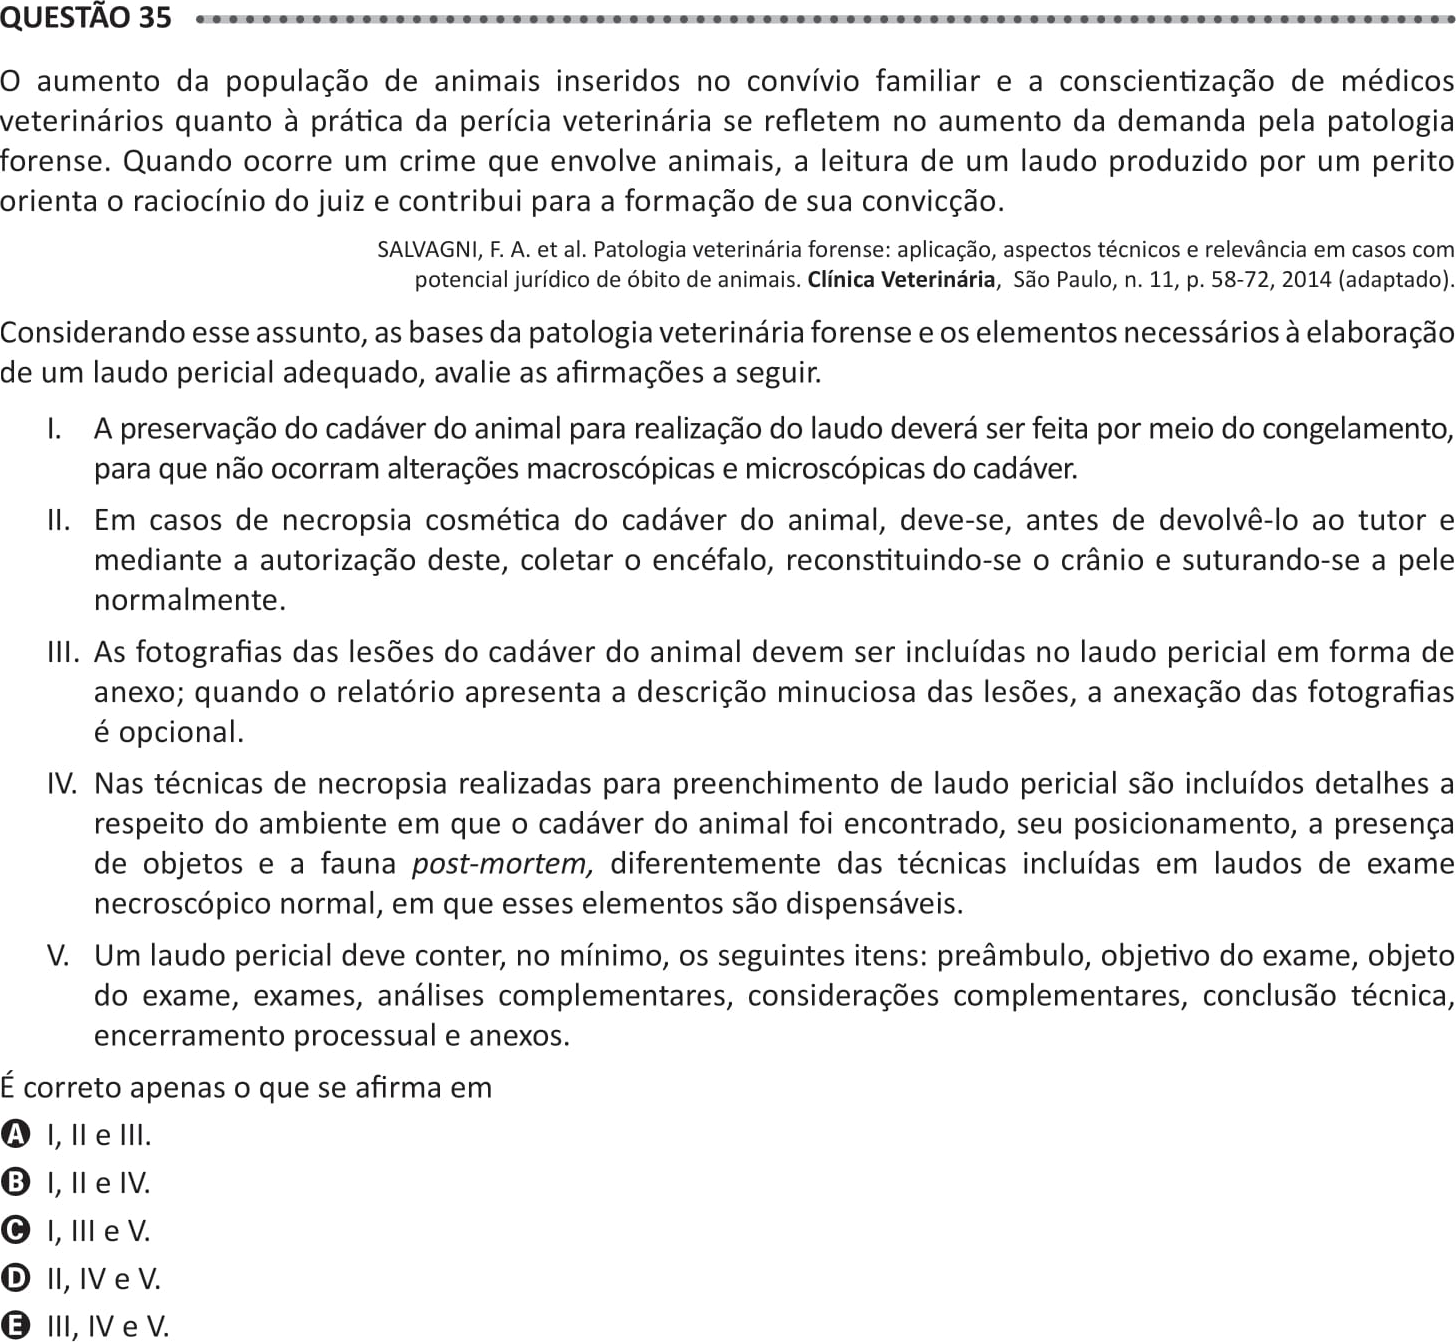 QUESTÃO 35
O aumento da população de animais inseridos no convívio familiar e a conscientização de médicos
veterinários quanto à prática da perícia veterinária se refletem no aumento da demanda pela patologia
forense. Quando ocorre um crime que envolve animais, a leitura de um laudo produzido por um perito
orienta o raciocínio do juiz e contribui para a formação de sua convicção.
SALVAGNI, F. A. et al. Patologia veterinária forense: aplicação, aspectos técnicos e relevância em casos com
potencial jurídico de óbito de animais. Clínica Veterinária, São Paulo, n. 11, p. 58-72, 2014 (adaptado).
Considerando esse assunto, as bases da patologia veterinária forense e os elementos necessários à elaboração
de um laudo pericial adequado, avalie as afirmações a seguir.
I. A preservação do cadáver do animal para realização do laudo deverá ser feita por meio do congelamento,
para que não ocorram alterações macroscópicas e microscópicas do cadáver.
II. Em casos de necropsia cosmética do cadáver do animal, deve-se, antes de devolvê-lo ao tutor e
mediante a autorização deste, coletar o encéfalo, reconstituindo-se o crânio e suturando-se a pele
normalmente.
III. As fotografias das lesões do cadáver do animal devem ser incluídas no laudo pericial em forma de
anexo; quando o relatório apresenta a descrição minuciosa das lesões, a anexação das fotografias
é opcional.
IV. Nas técnicas de necropsia realizadas para preenchimento de laudo pericial são incluídos detalhes a
respeito do ambiente em que o cadáver do animal foi encontrado, seu posicionamento, a presença
de objetos e a fauna post-mortem, diferentemente das técnicas incluídas em laudos de exame
necroscópico normal, em que esses elementos são dispensáveis.
V. Um laudo pericial deve conter, no mínimo, os seguintes itens: preâmbulo, objetivo do exame, objeto
do exame, exames, análises complementares, considerações complementares, conclusão técnica,
encerramento processual e anexos.
É correto apenas o que se afirma em
A I, II e III.
B I, II e IV.
C I, III e V.
D II, IV e V.
E III, IV e V.